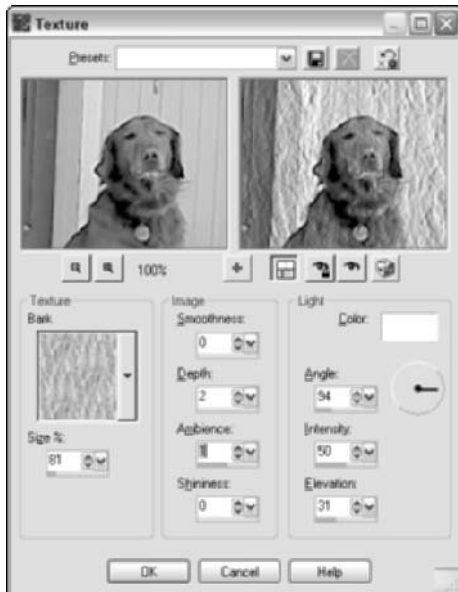 Texture
Presets:
100%
Texture
Bark
Size %:
81
Image
Smoothness:
0
Depth:
2
Ambience:
Shininess:
0
Light
Color:
Angle:
94
Intensity:
50
Elevation:
31
OK
Cancel
Help